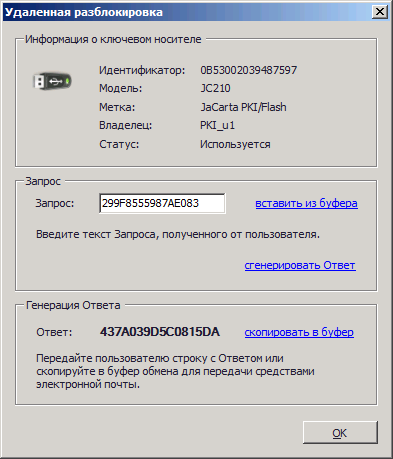 Удаленная разблокировка
Информация о ключевом носителе
Идентификатор: 0B53002039487597
Модель: JC210
Метка: JaCarta PKI/Flash
Владелец: PKI_u1
Статус: Используется
Запрос
Запрос: 299F8555987AE083 вставить из буфера
Введите текст Запроса, полученного от пользователя.
сгенерировать Ответ
Генерация Ответа
Ответ: 437A039D5C0815DA скопировать в буфер
Передайте пользователю строку с Ответом или
скопируйте в буфер обмена для передачи средствами
электронной почты.
OK